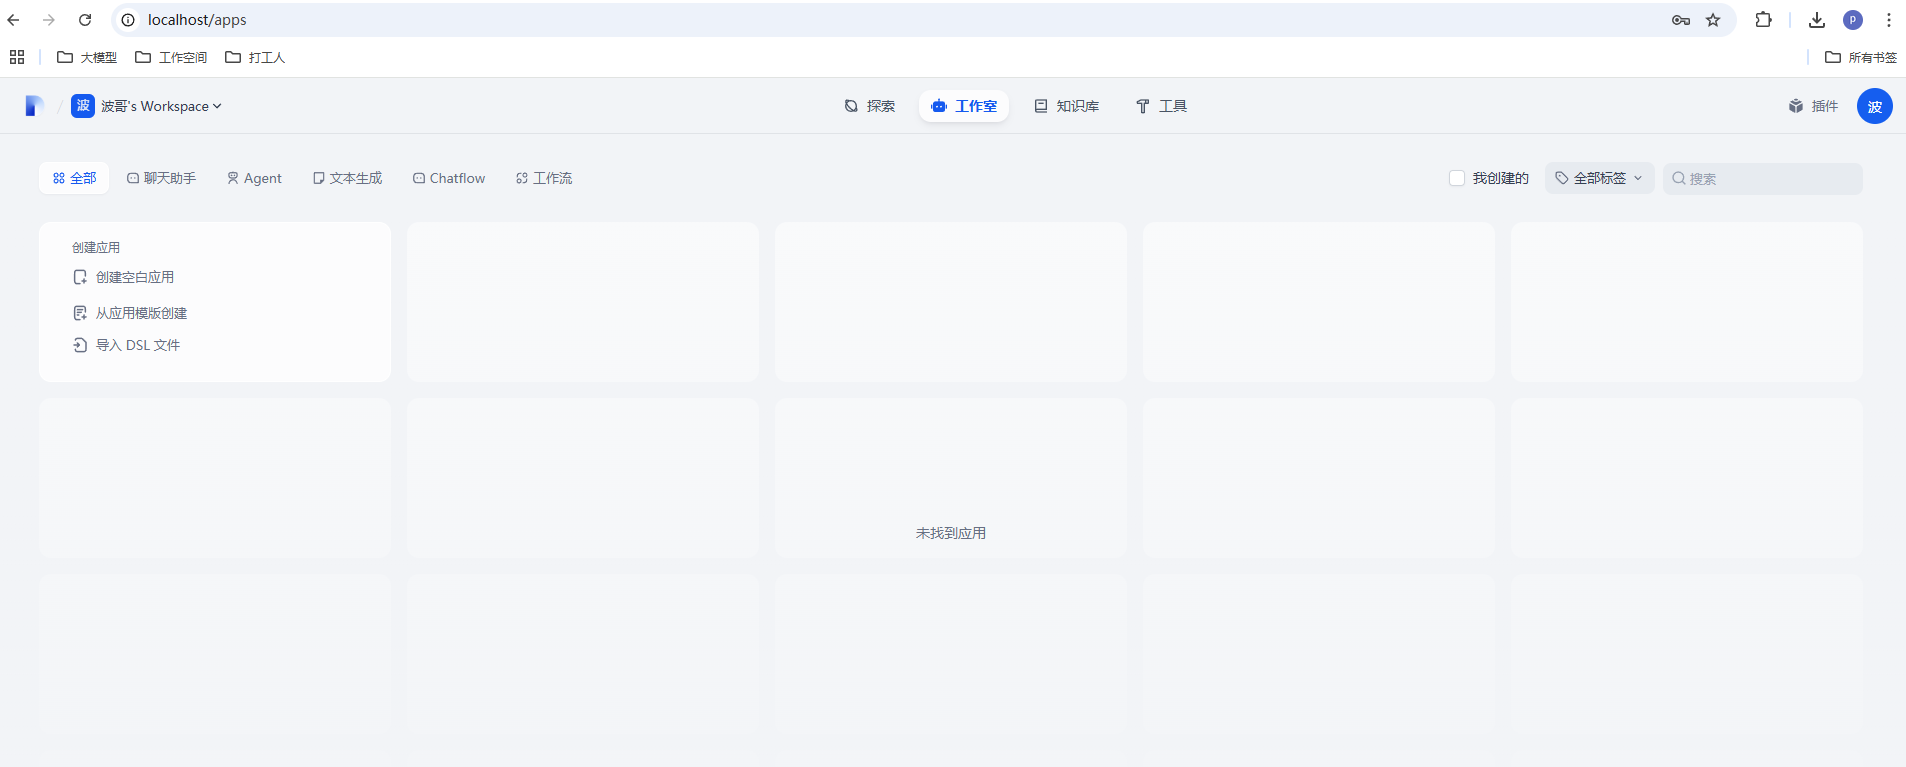 localhost/apps
P
大模型
工作空间
打工人
所有书签
波 波哥's Workspace
探索
工作室
知识库
工具
插件
波
全部
聊天助手
Agent
文本生成
Chatflow
工作流
我创建的
全部标签
搜索
创建应用
创建空白应用
从应用模版创建
导入 DSL 文件
未找到应用